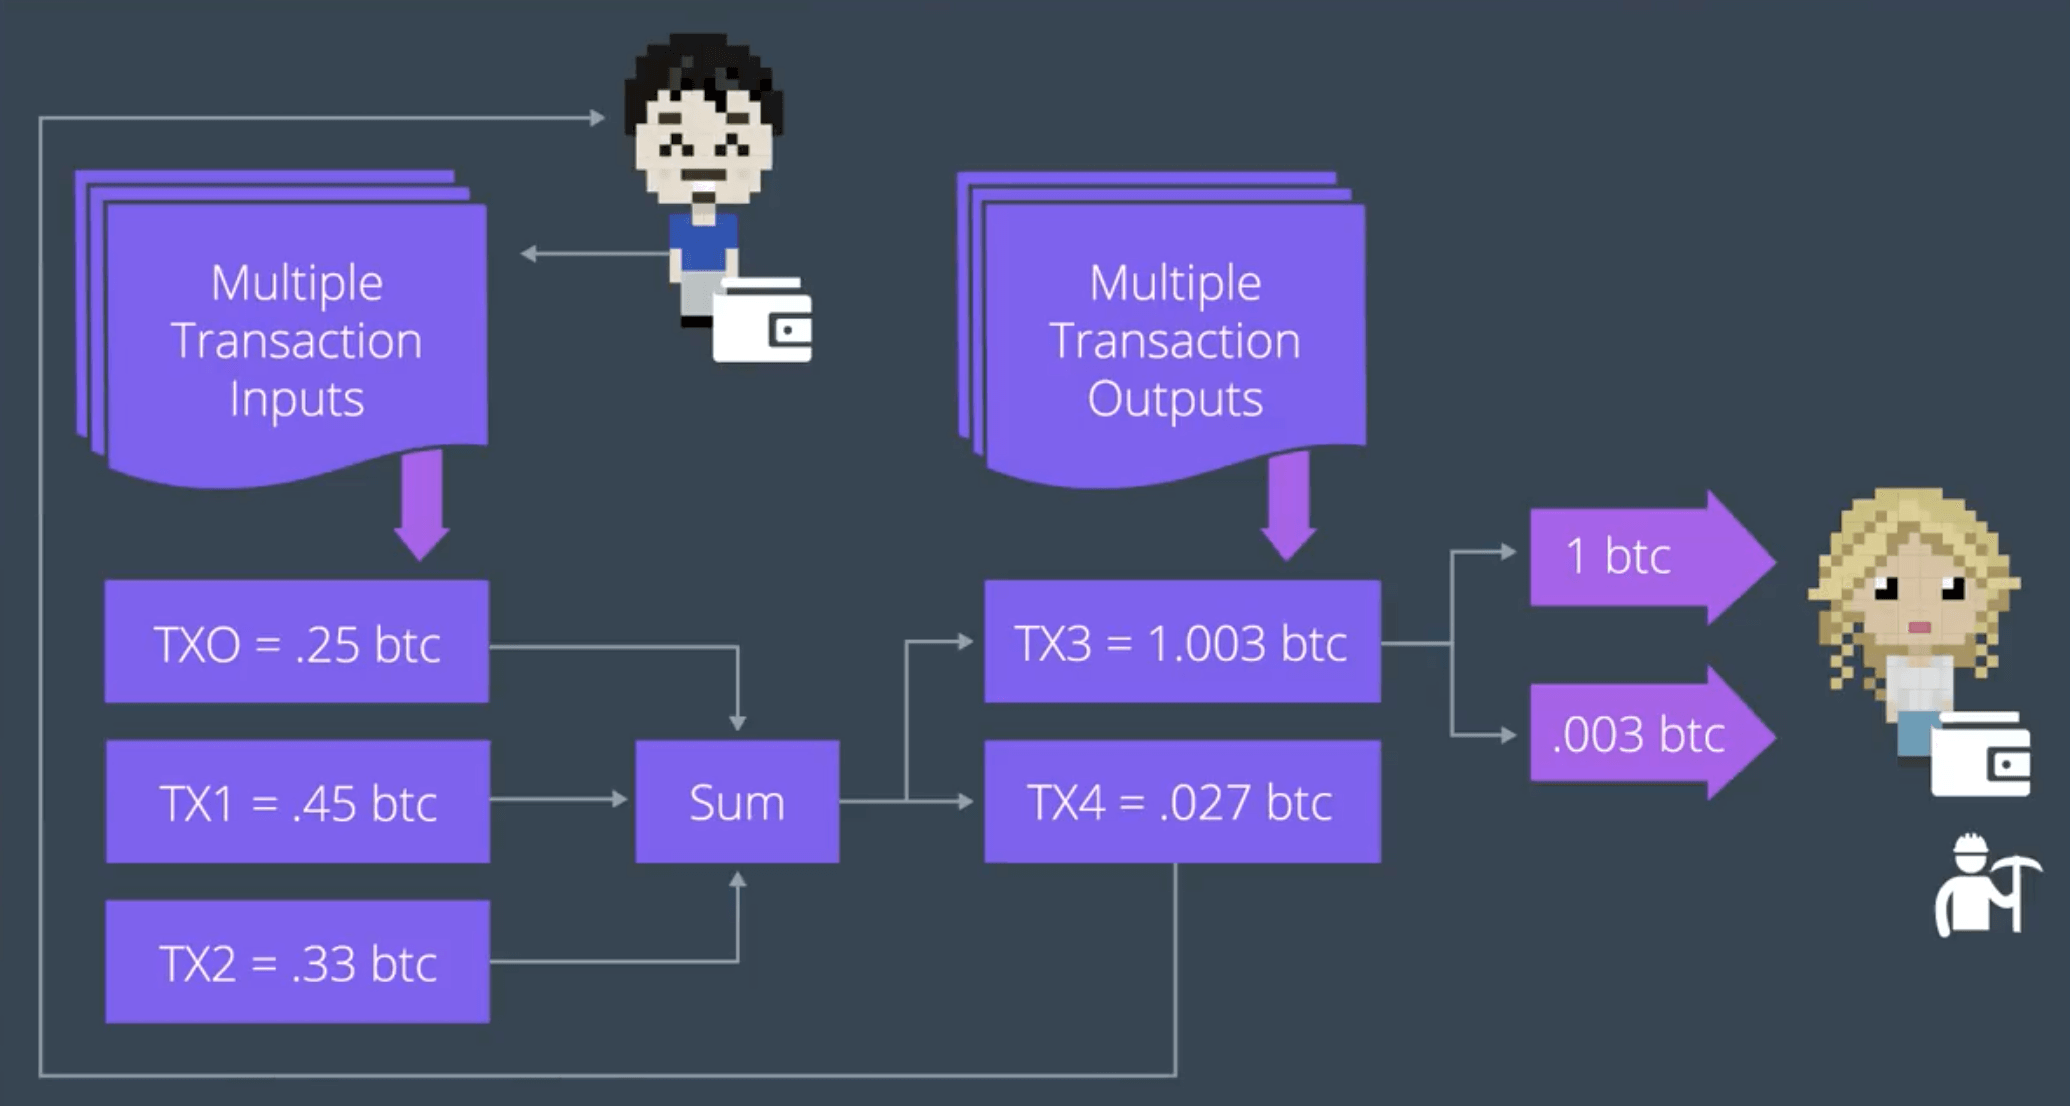 Multiple
Transaction
Inputs
Multiple
Transaction
Outputs
TXO = .25 btc
TX1 = .45 btc
TX2 = .33 btc
Sum
TX3 = 1.003 btc
TX4 = .027 btc
1 btc
.003 btc